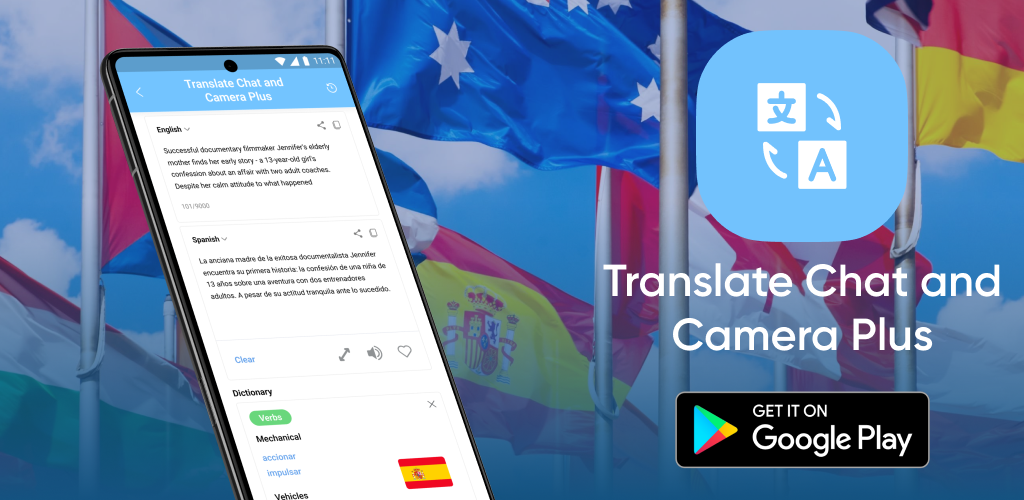 11:11
Translate Chat and
Camera Plus
English
Successful documentary filmmaker Jennifer's elderly
mother finds her early story - a 13-year-old girl's
confession about an affair with two adult coaches.
Despite her calm attitude to what happened
101/9000
Spanish
La anciana madre de la exitosa documentalista Jennifer
encuentra su primera historia: la confesión de una niña de
13 años sobre una aventura con dos entrenadores
adultos. A pesar de su actitud tranquila ante lo sucedido.
Clear
Dictionary
Verbs
Mechanical
accionar
impulsar
Vehicles
文
A
Translate Chat and
Camera Plus
GET IT ON
Google Play